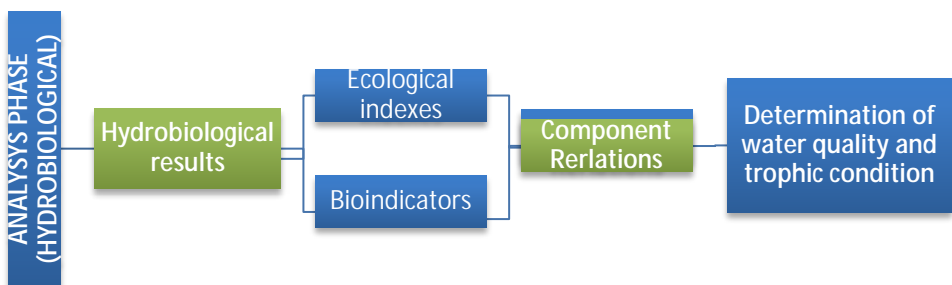 ANALYSYS PHASE
(HYDROBIOLOGICAL)
Hydrobiological
results
Ecological
indexes
Bioindicators
Component
Rerlations
Determination of
water quality and
trophic condition